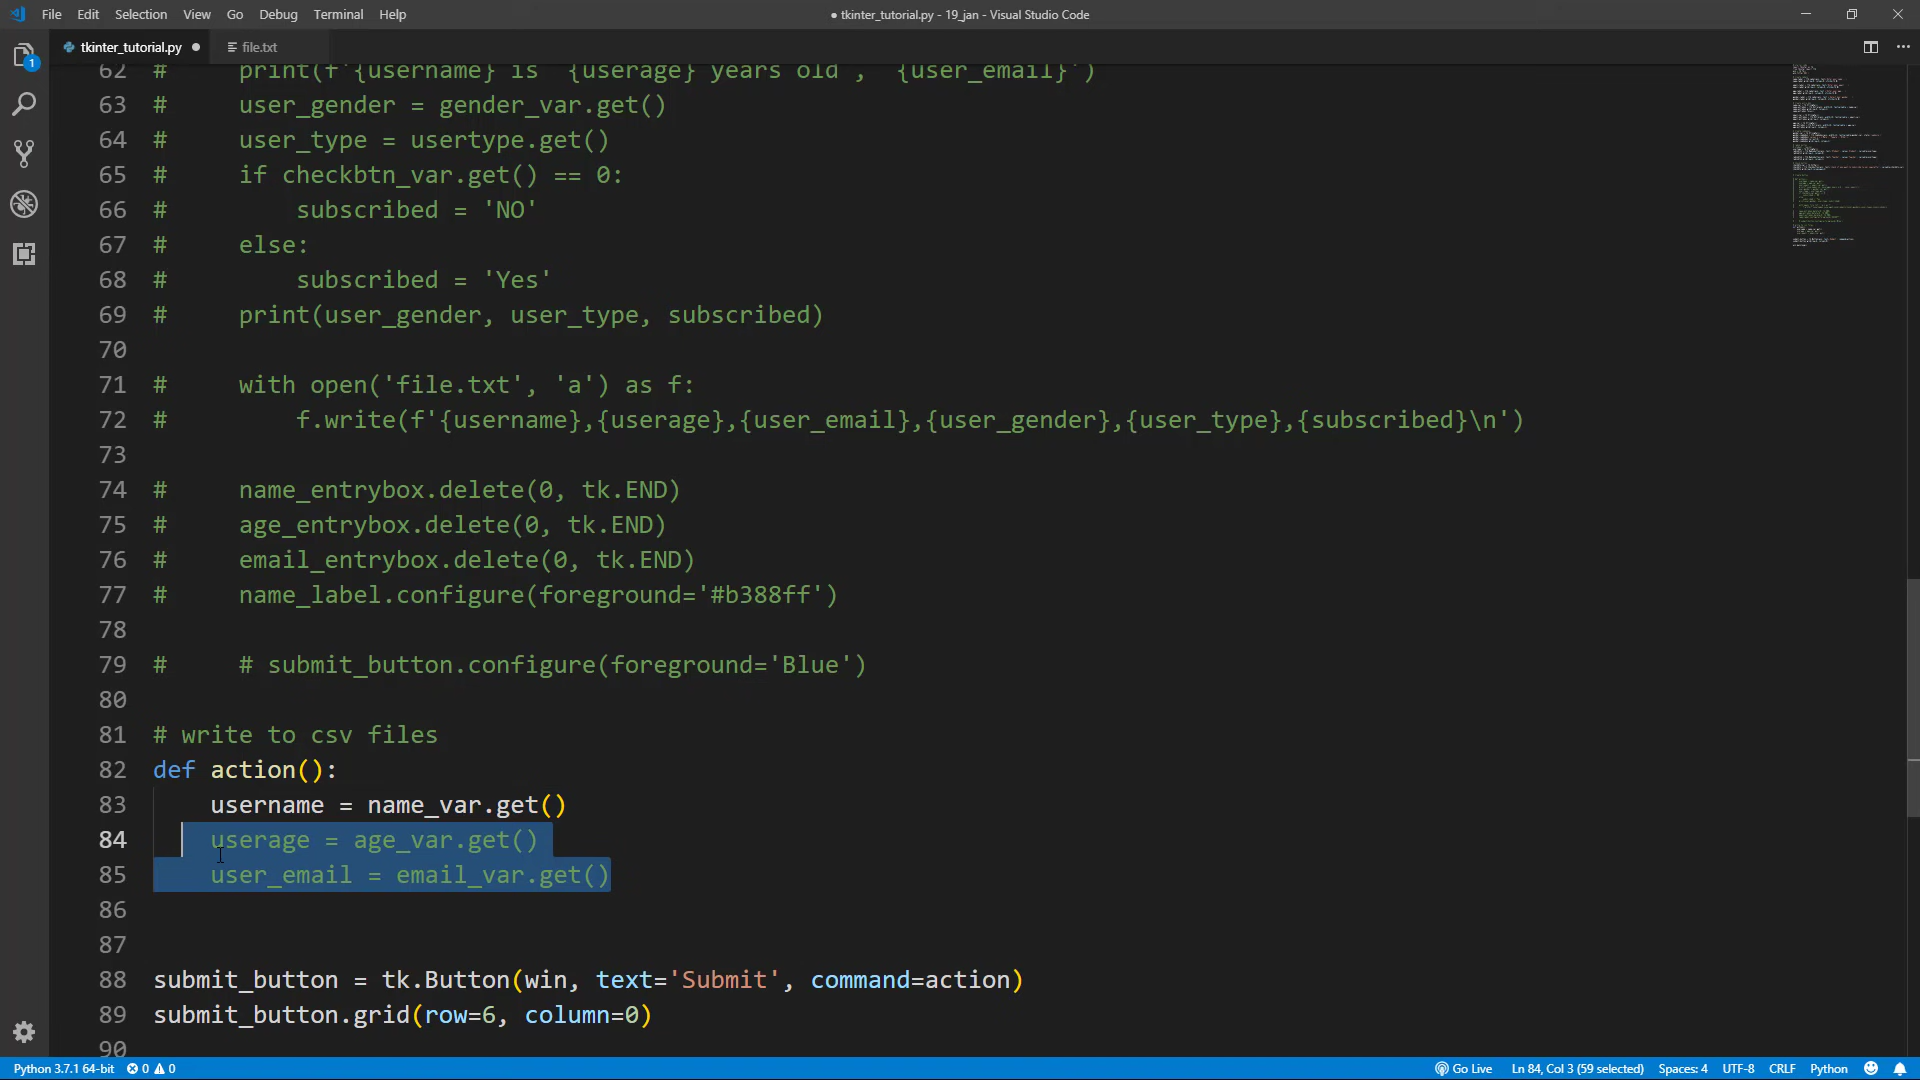 File Edit Selection View Go Debug Terminal Help
● tkinter_tutorial.py - 19_jan - Visual Studio Code
tkinter_tutorial.py ● file.txt
1
62 # print(f'{username} is {userage} years old , {user_email}')
63 # user_gender = gender_var.get()
64 # user_type = usertype.get()
65 # if checkbtn_var.get() == 0:
66 # subscribed = 'NO'
67 # else:
68 # subscribed = 'Yes'
69 # print(user_gender, user_type, subscribed)
70
71 # with open('file.txt', 'a') as f:
72 # f.write(f'{username},{userage},{user_email},{user_gender},{user_type},{subscribed}\n')
73
74 # name_entrybox.delete(0, tk.END)
75 # age_entrybox.delete(0, tk.END)
76 # email_entrybox.delete(0, tk.END)
77 # name_label.configure(foreground='#b388ff')
78
79 # # submit_button.configure(foreground='Blue')
80
81 # write to csv files
82 def action():
83 username = name_var.get()
84 userage = age_var.get()
85 user_email = email_var.get()
86
87
88 submit_button = tk.Button(win, text='Submit', command=action)
89 submit_button.grid(row=6, column=0)
90
Python 3.7.1 64-bit 0 0 Go Live Ln 84, Col 3 (59 selected) Spaces: 4 UTF-8 CRLF Python